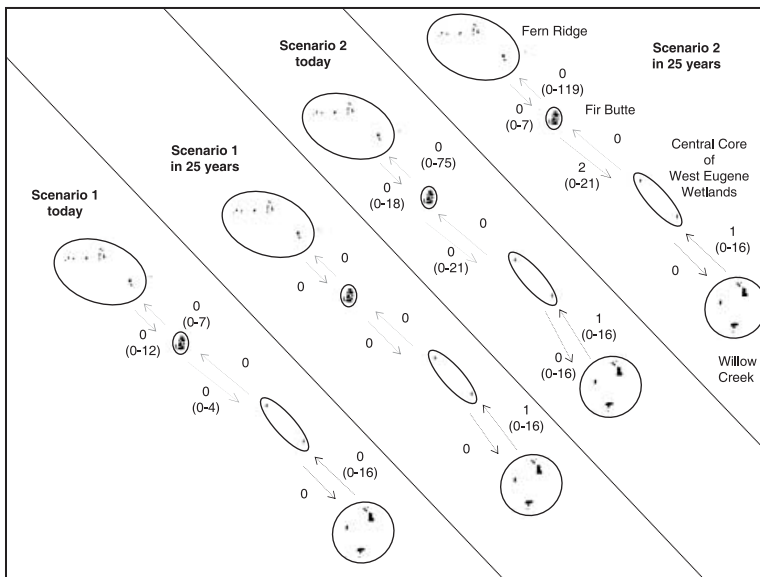 Scenario 1
today
0
(0-7)
0
(0-12)
0
0
(0-4)
0
(0-16)
0
Scenario 1
in 25 years
0
0
0
0
1
(0-16)
0
Scenario 2
today
0
(0-75)
0
(0-18)
0
0
(0-21)
1
(0-16)
0
(0-16)
Scenario 2
in 25 years
Fern Ridge
0
(0-119)
0
(0-7)
Fir Butte
0
2
(0-21)
Central Core
of
West Eugene
Wetlands
1
(0-16)
0
Willow
Creek